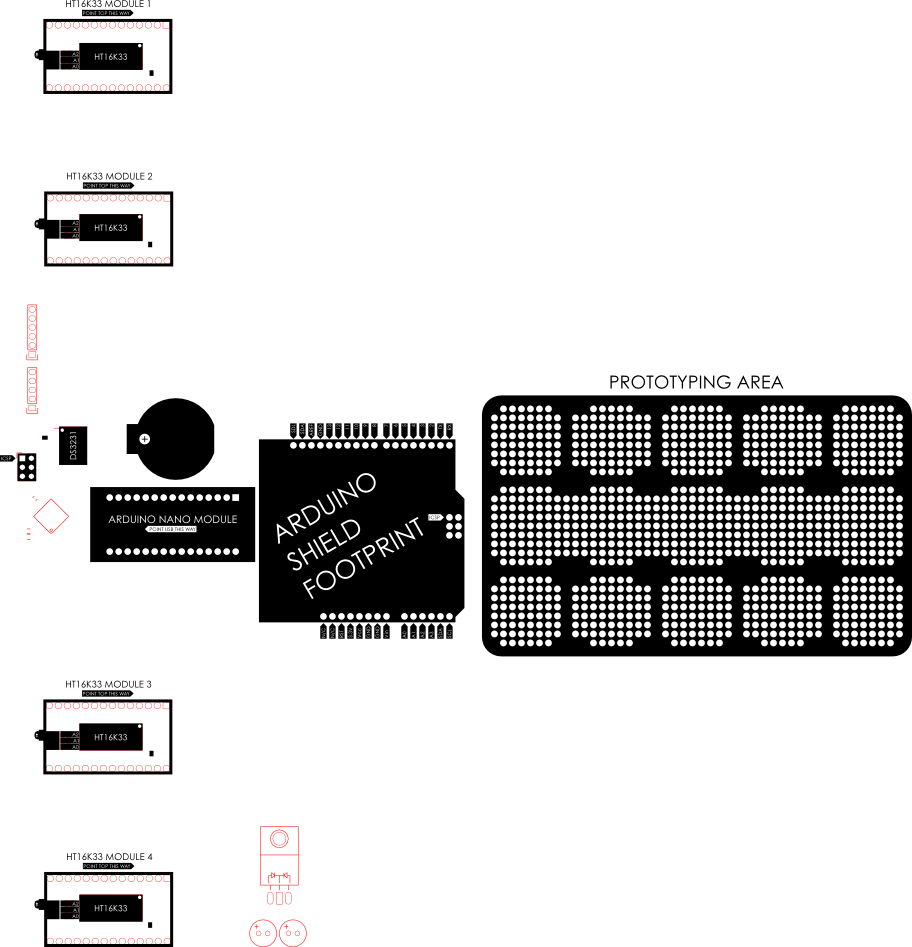 HT16K33 MODULE 1
POINT TOP THIS WAY
A2
A1
A0
HT16K33
HT16K33 MODULE 2
POINT TOP THIS WAY
A2
A1
A0
HT16K33
PROTOTYPING AREA
DS3231
ICSP
ARDUINO NANO MODULE
POINT USB THIS WAY
ARDUINO
SHIELD
FOOTPRINT
ICSP
HT16K33 MODULE 3
POINT TOP THIS WAY
A2
A1
A0
HT16K33
HT16K33 MODULE 4
POINT TOP THIS WAY
A2
A1
A0
HT16K33